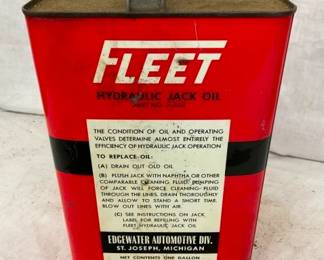 FLEET
HYDRAULIC JACK OIL
THE CONDITION OF OIL AND OPERATING
VALVES DETERMINE ALMOST ENTIRELY THE
EFFICIENCY OF HYDRAULIC JACK OPERATION
TO REPLACE-OIL:
(A) DRAIN OUT OLD OIL
(B) FLUSH JACK WITH NAPHTHA OR OTHER
COMPARABLE CLEANING FLUID. PUMPING
OF JACK WILL FORCE CLEANING-FLUID
THROUGH THE LINES. DRAIN THOROUGHLY
AND ALLOW TO STAND A SHORT TIME.
BLOW OUT LINES WITH AIR.
(C) SEE INSTRUCTIONS ON JACK
LABEL FOR REFILLING WITH
FLEET HYDRAULIC JACK OIL
EDGEWATER AUTOMOTIVE DIV.
ST. JOSEPH, MICHIGAN
NET CONTENTS ONE GALLON